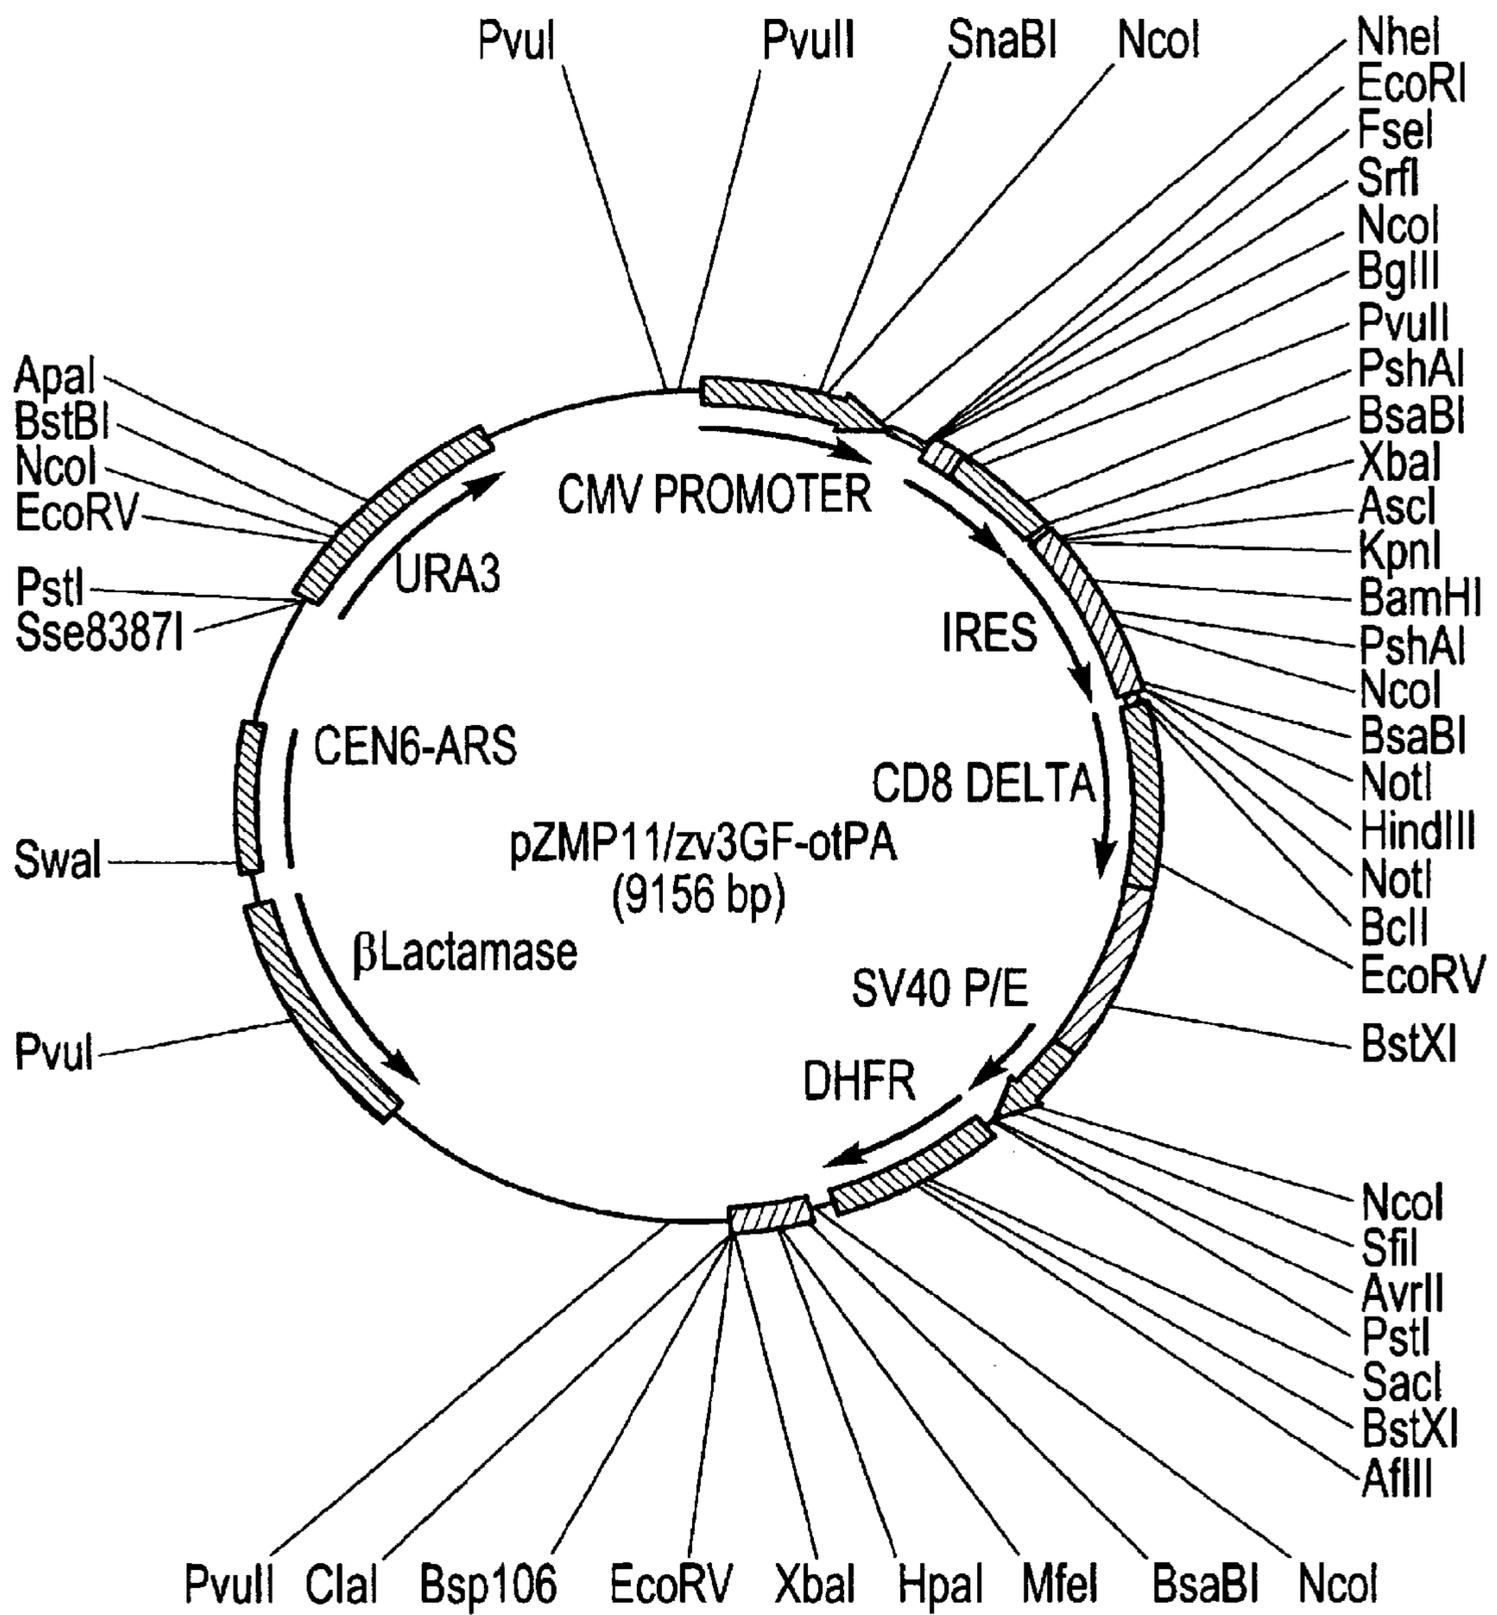 PvuI
PvuII
SnaBI
NcoI
NheI
EcoRI
FseI
SrfI
NcoI
BglII
PvuII
PshAI
BsaBI
XbaI
AscI
KpnI
BamHI
PshAI
NcoI
BsaBI
NotI
HindIII
NotI
BclI
EcoRV
BstXI
NcoI
SfiI
AvrII
PstI
SacI
BstXI
AflII
ApaI
BstBI
NcoI
EcoRV
PstI
Sse8387I
SwaI
PvuI
CMV PROMOTER
URA3
IRES
CEN6-ARS
CD8 DELTA
pZMP11/zv3GF-otPA
(9156 bp)
βLactamase
SV40 P/E
DHFR
PvuII
ClaI
Bsp106
EcoRV
XbaI
HpaI
MfeI
BsaBI
NcoI